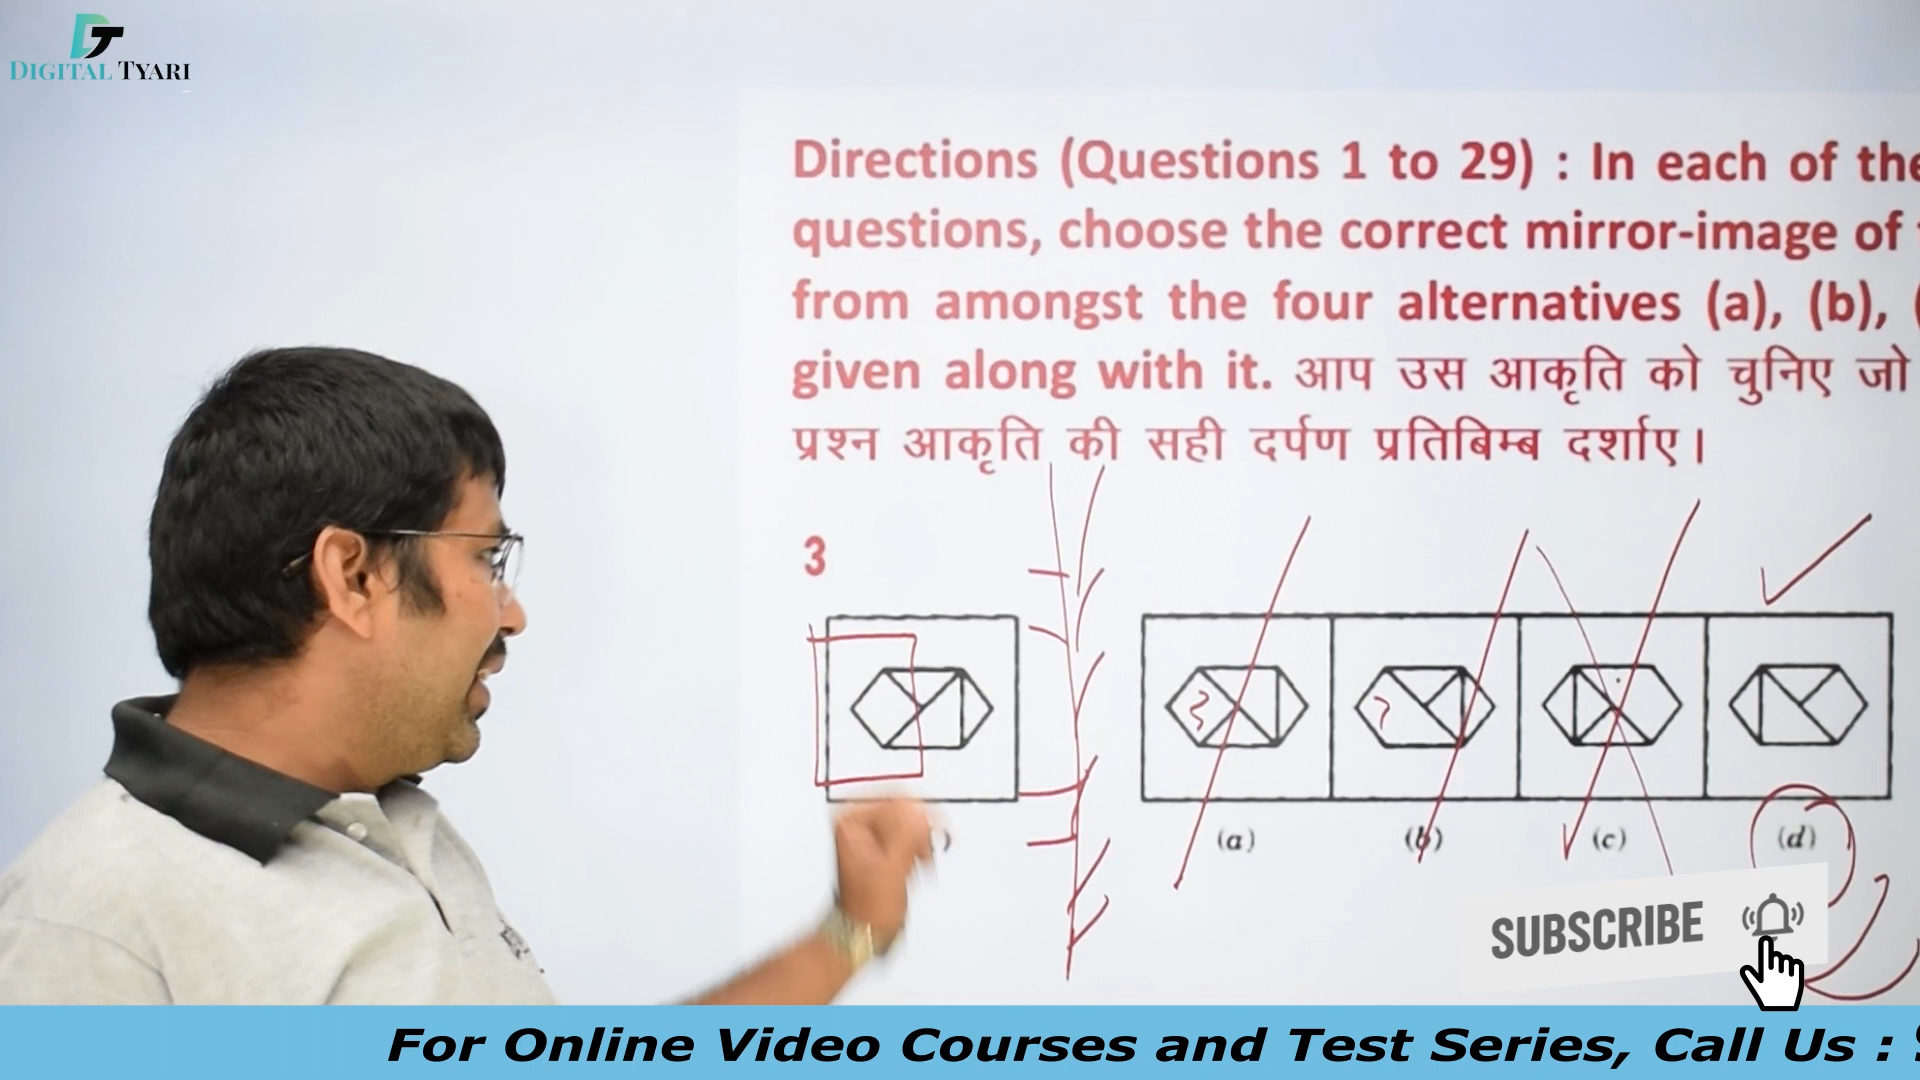 DT
DIGITAL TYARI
Directions (Questions 1 to 29) : In each of the
questions, choose the correct mirror-image of
from amongst the four alternatives (a), (b), (
given along with it. आप उस आकृति को चुनिए जो
प्रश्न आकृति की सही दर्पण प्रतिबिम्ब दर्शाए।
3
(a) (b) (c) (d)
SUBSCRIBE
For Online Video Courses and Test Series, Call Us :